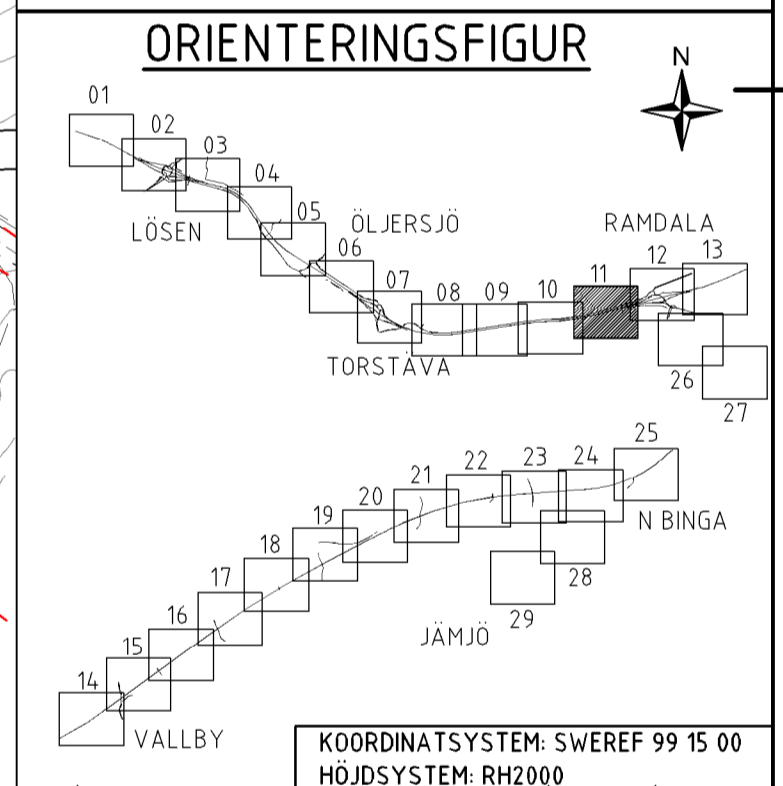 ORIENTERINGSFIGUR
N
01
02
03
04
05
LÖSEN
ÖLJERSJÖ
RAMDALA
06
07
08
09
10
11
12
13
TORSTÄVA
26
27
25
24
23
22
21
20
19
18
17
16
15
14
N BINGA
28
29
JÄMJÖ
VALLBY
KOORDINATSYSTEM: SWEREF 99 15 00
HÖJDSYSTEM: RH2000